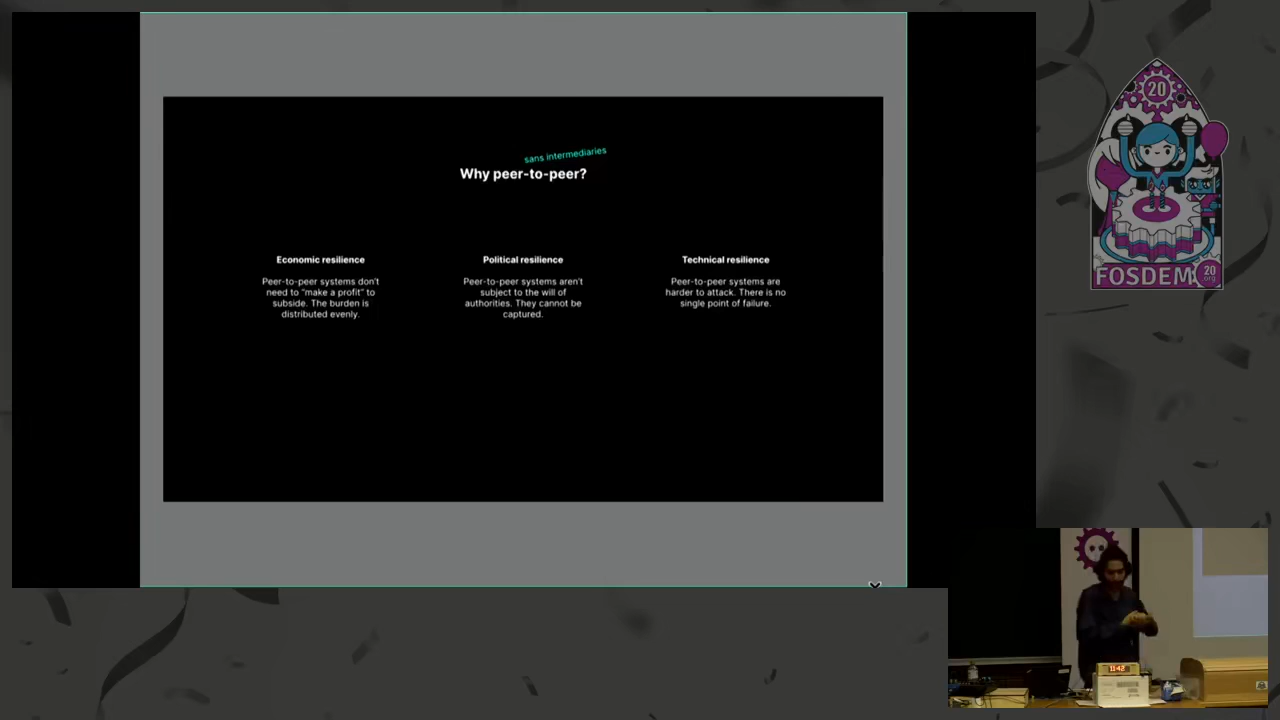 sans intermediaries
Why peer-to-peer?
Economic resilience
Peer-to-peer systems don't
need to "make a profit" to
subside. The burden is
distributed evenly.
Political resilience
Peer-to-peer systems aren't
subject to the will of
authorities. They cannot be
captured.
Technical resilience
Peer-to-peer systems are
harder to attack. There is no
single point of failure.
20
FOSDEM
20
.org
11:42